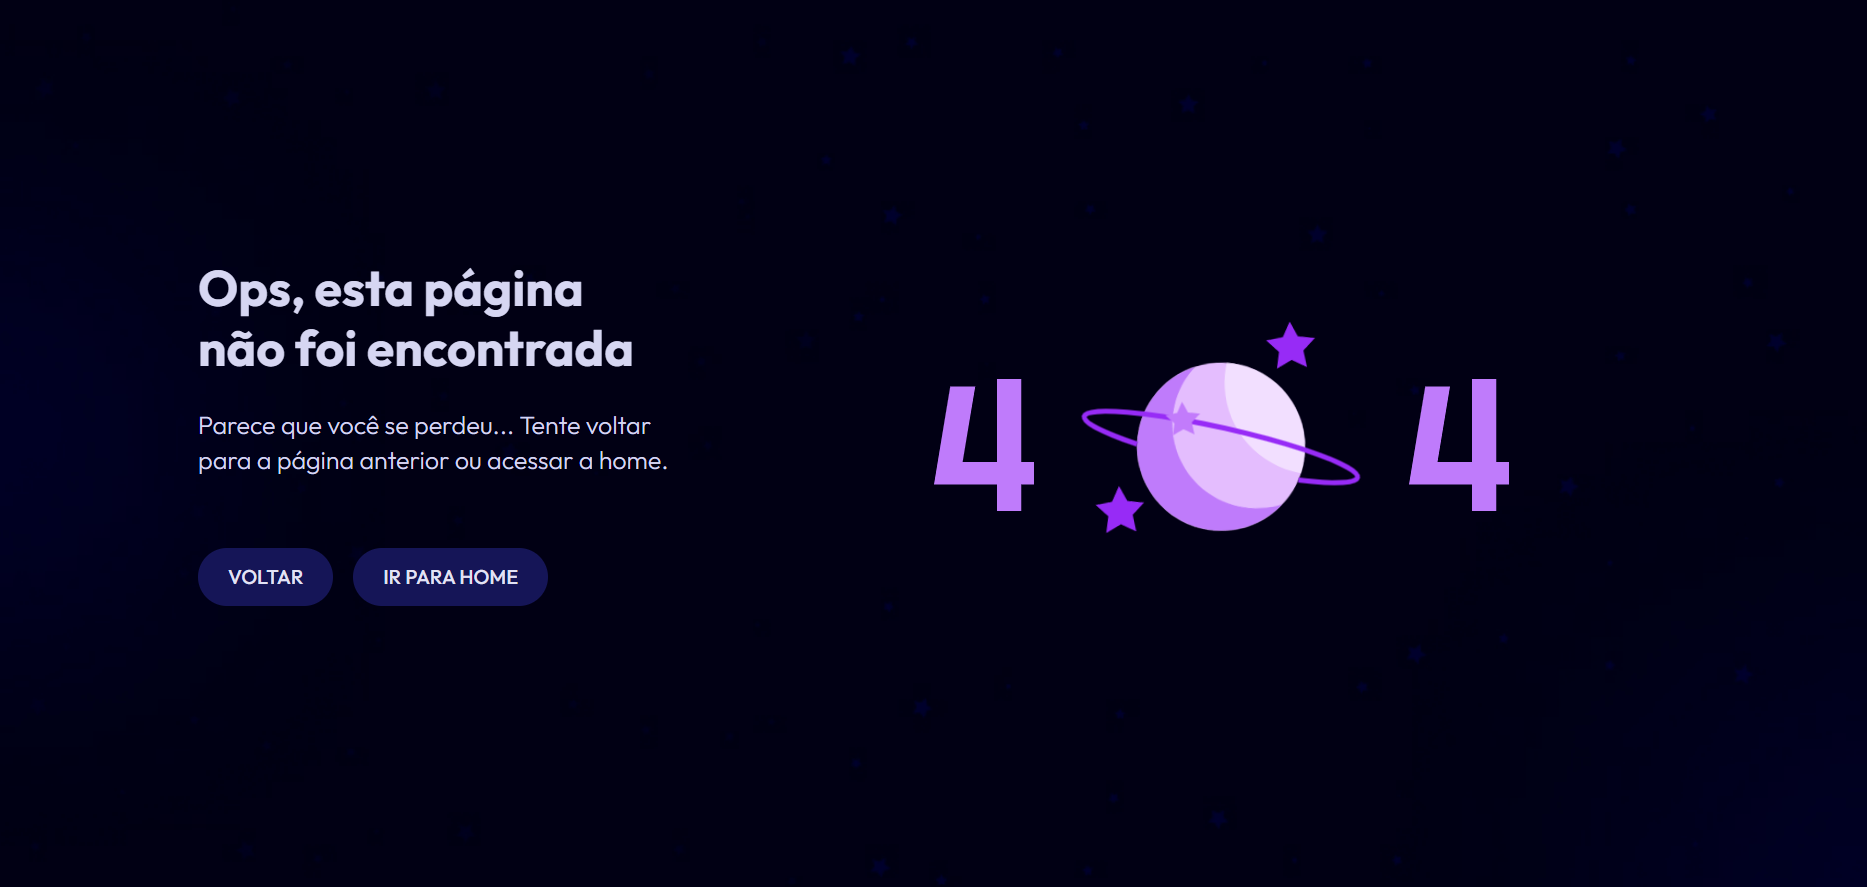 Ops, esta página
não foi encontrada
Parece que você se perdeu... Tente voltar
para a página anterior ou acessar a home.
VOLTAR
IR PARA HOME
4 4